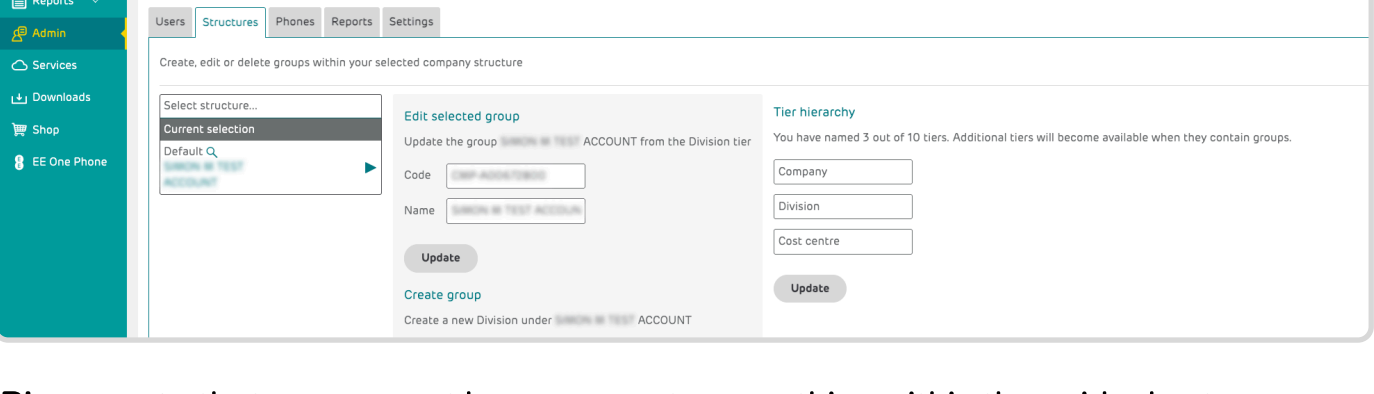 Reports
Admin
Services
Downloads
Shop
EE One Phone
Users Structures Phones Reports Settings
Create, edit or delete groups within your selected company structure
Select structure...
Current selection
Default
Edit selected group
Update the group ACCOUNT from the Division tier
Code
Name
Update
Create group
Create a new Division under ACCOUNT
Tier hierarchy
You have named 3 out of 10 tiers. Additional tiers will become available when they contain groups.
Company
Division
Cost centre
Update